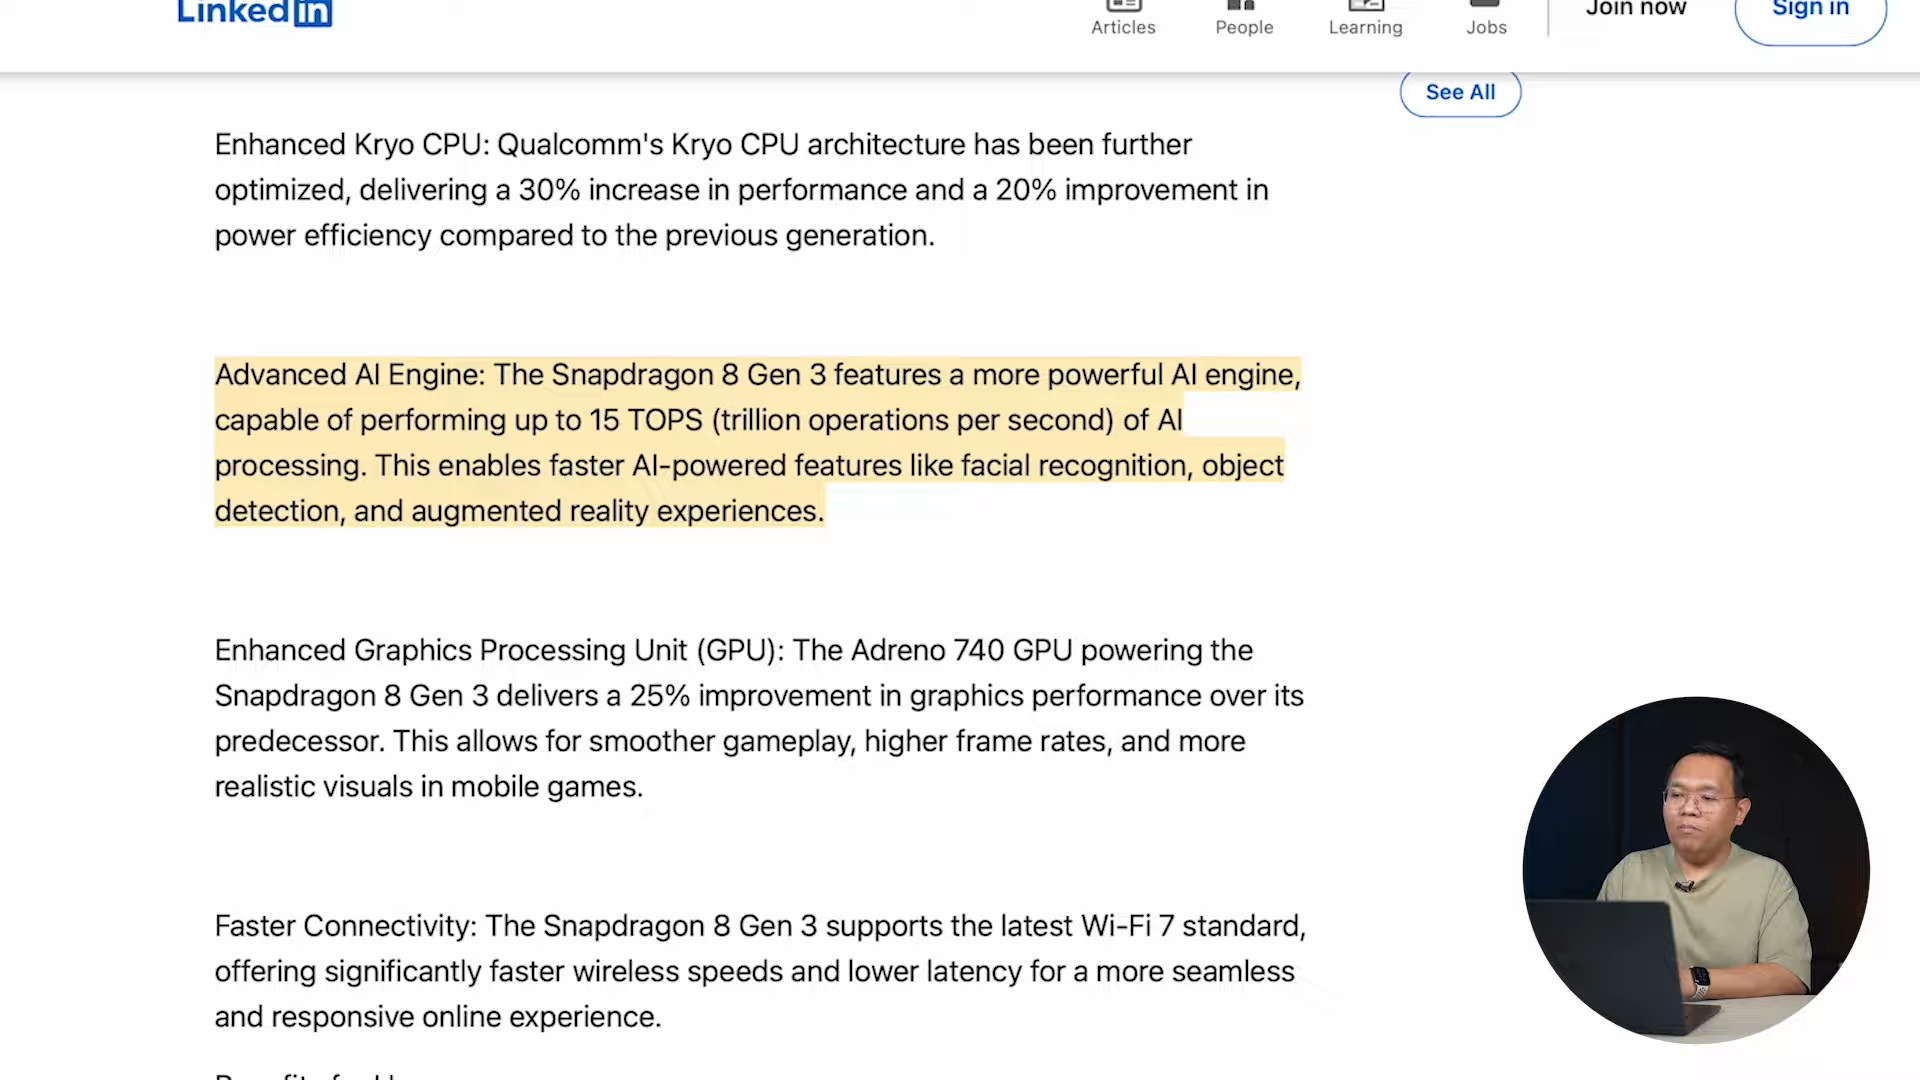 Linked in
Articles
People
Learning
Jobs
Join now
Sign in
See All
Enhanced Kryo CPU: Qualcomm's Kryo CPU architecture has been further
optimized, delivering a 30% increase in performance and a 20% improvement in
power efficiency compared to the previous generation.
Advanced AI Engine: The Snapdragon 8 Gen 3 features a more powerful AI engine,
capable of performing up to 15 TOPS (trillion operations per second) of AI
processing. This enables faster AI-powered features like facial recognition, object
detection, and augmented reality experiences.
Enhanced Graphics Processing Unit (GPU): The Adreno 740 GPU powering the
Snapdragon 8 Gen 3 delivers a 25% improvement in graphics performance over its
predecessor. This allows for smoother gameplay, higher frame rates, and more
realistic visuals in mobile games.
Faster Connectivity: The Snapdragon 8 Gen 3 supports the latest Wi-Fi 7 standard,
offering significantly faster wireless speeds and lower latency for a more seamless
and responsive online experience.